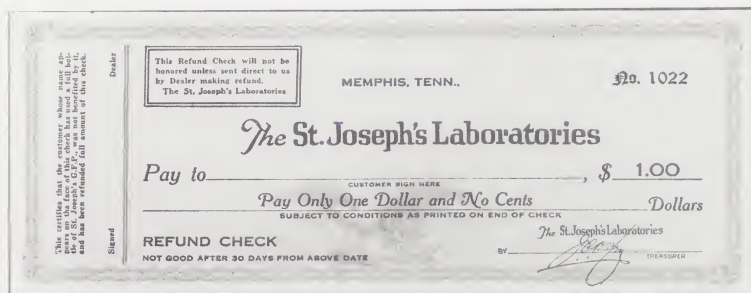 This certifies that the customer whose name ap-
pears on the face of this check has used a full bot-
tle of St. Joseph's G.F.P., was not benefited by it,
and has been refunded full amount of this check.
Signed Dealer
This Refund Check will not be
honored unless sent direct to us
by Dealer making refund.
The St. Joseph's Laboratories
MEMPHIS, TENN.,
No. 1022
The St. Joseph's Laboratories
Pay to , $ 1.00
CUSTOMER SIGN HERE
Pay Only One Dollar and No Cents Dollars
SUBJECT TO CONDITIONS AS PRINTED ON END OF CHECK
REFUND CHECK
NOT GOOD AFTER 30 DAYS FROM ABOVE DATE
The St. Joseph's Laboratories
BY
TREASURER